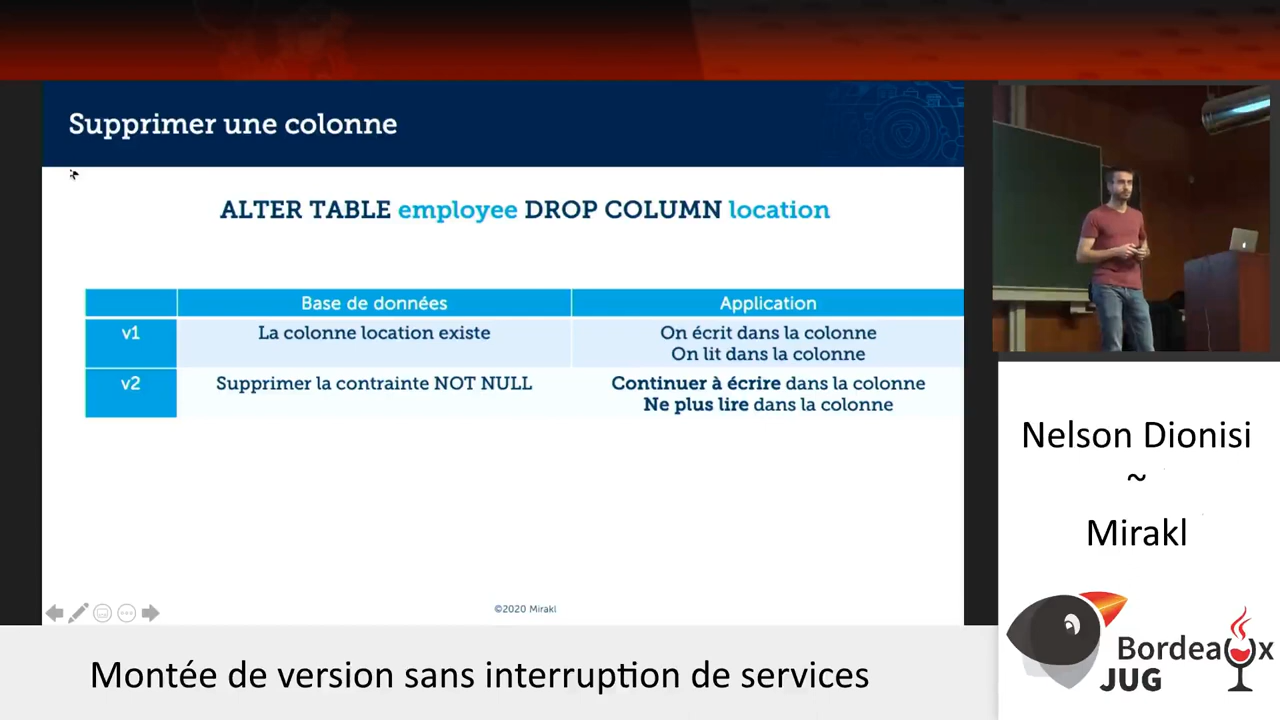 Supprimer une colonne
ALTER TABLE employee DROP COLUMN location
Base de données Application
v1 La colonne location existe On écrit dans la colonne
On lit dans la colonne
v2 Supprimer la contrainte NOT NULL Continuer à écrire dans la colonne
Ne plus lire dans la colonne
©2020 Mirakl
Nelson Dionisi
~
Mirakl
Bordeaux
JUG
Montée de version sans interruption de services